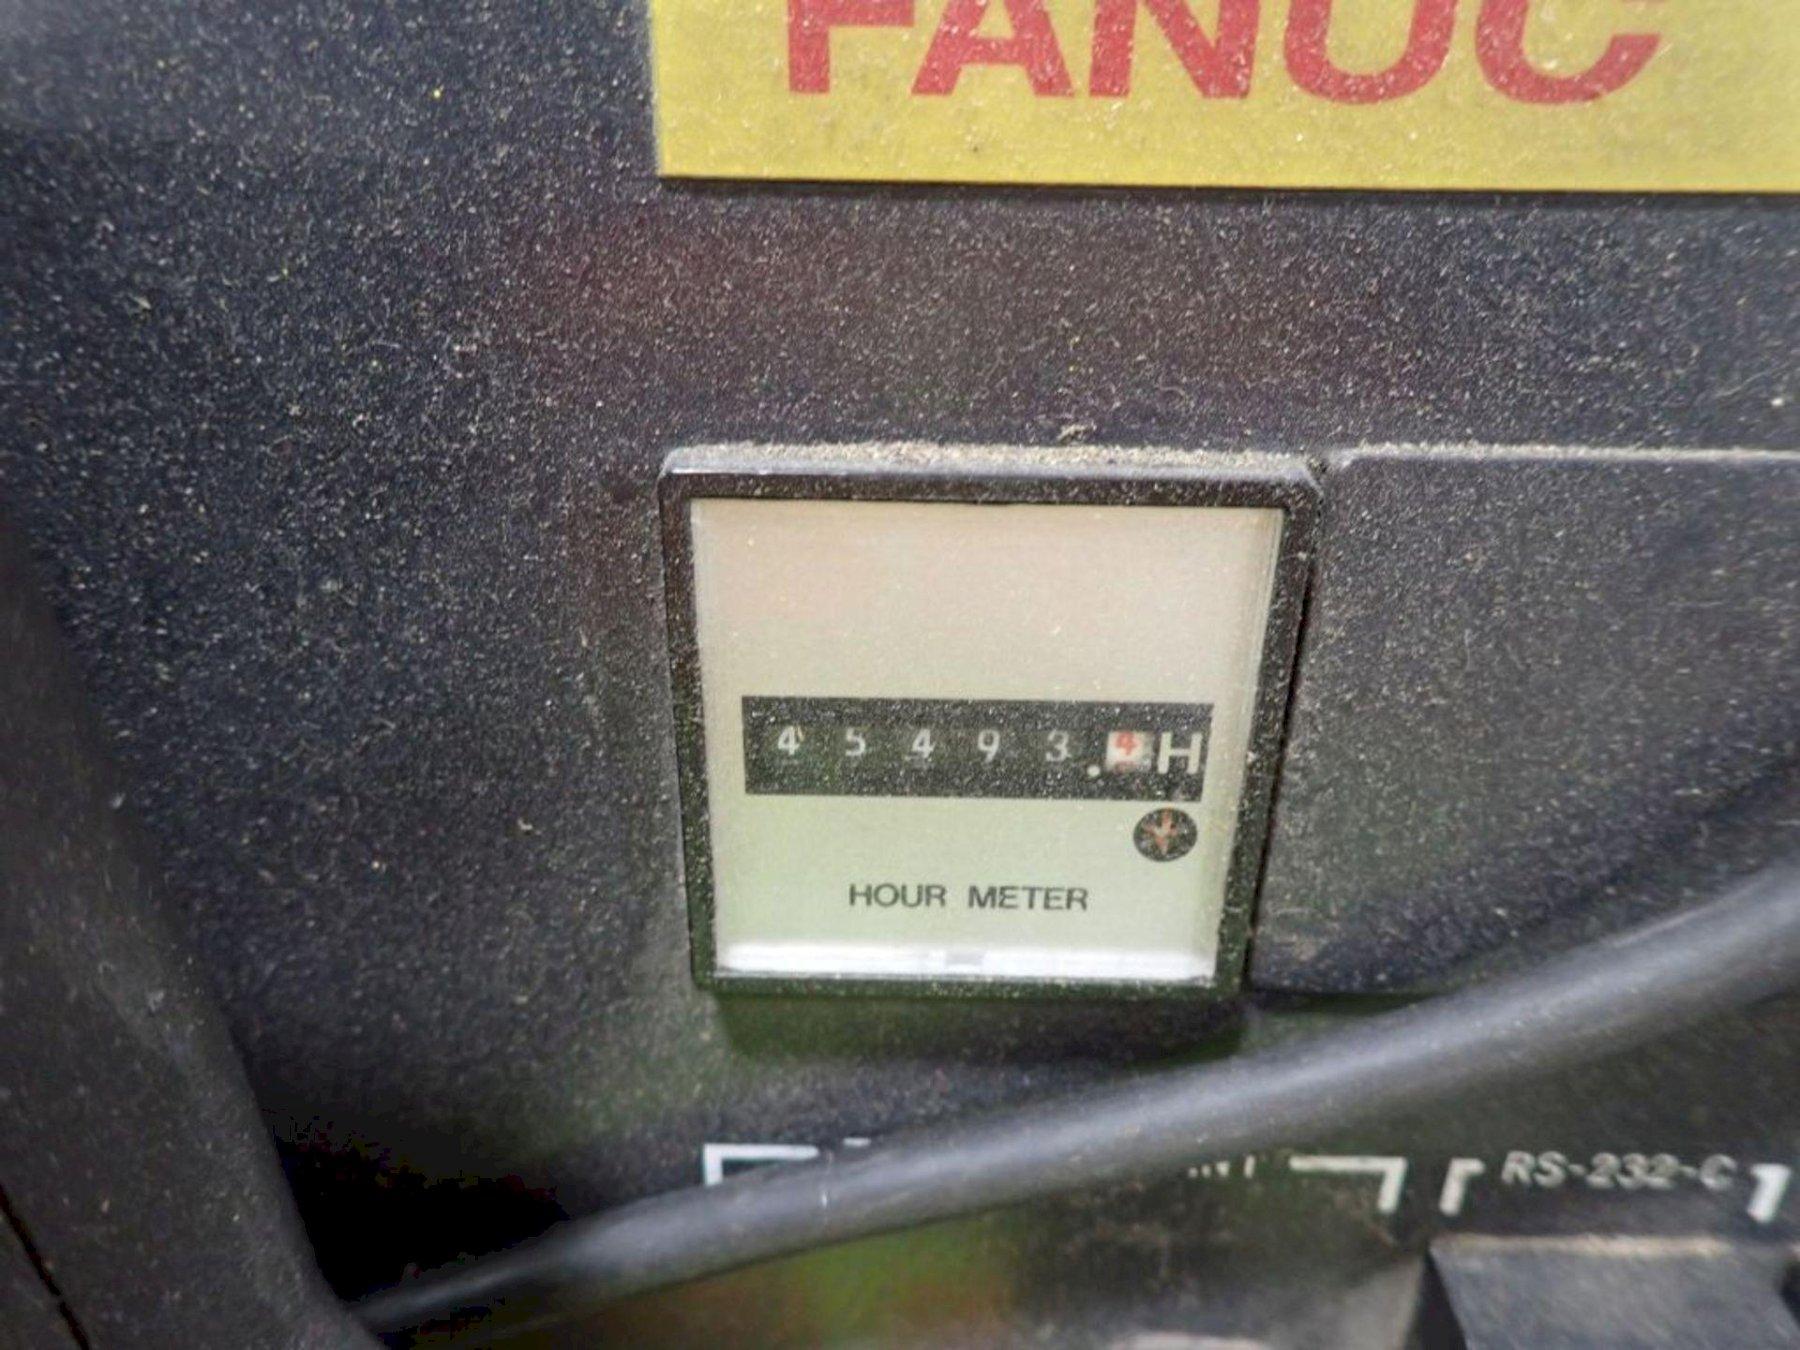 FANUC
45493.4H
HOUR METER
RS-232-C